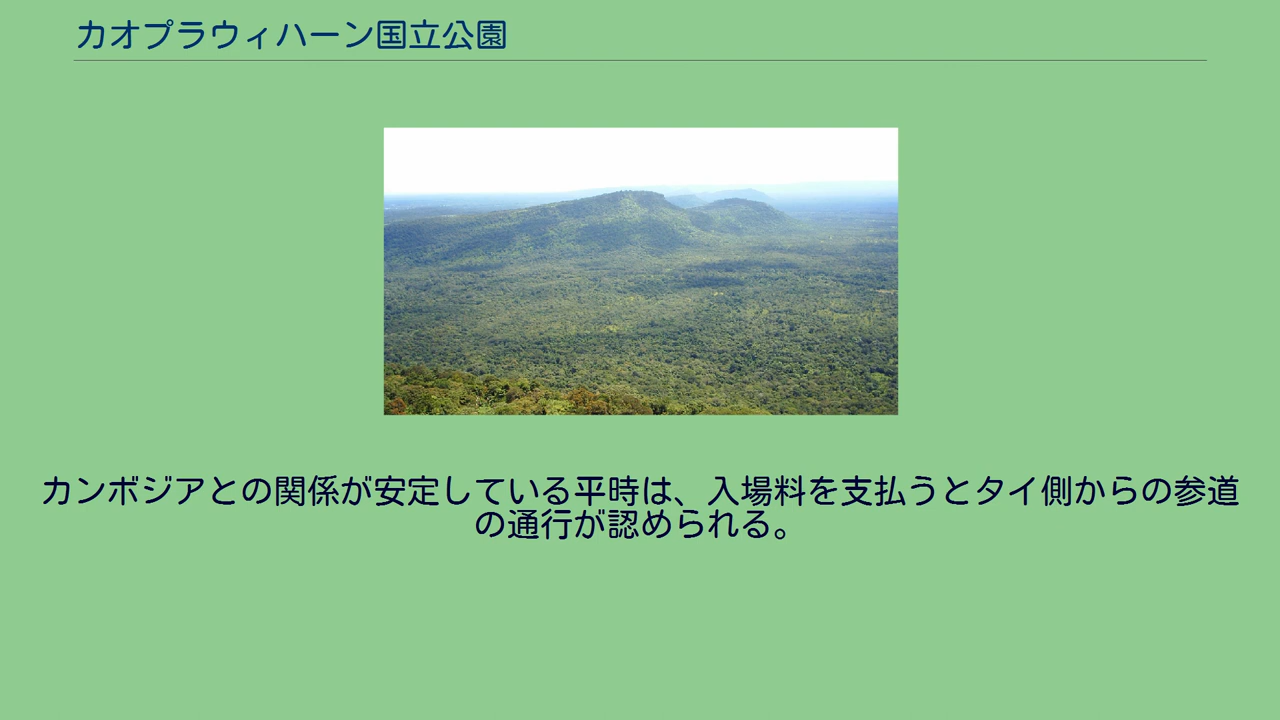 カオプラウィハーン国立公園
カンボジアとの関係が安定している平時は、入場料を支払うとタイ側からの参道
の通行が認められる。